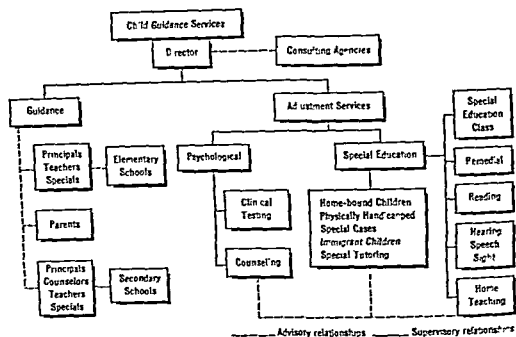 Child Guidance Services
Director
Consulting Agencies
Guidance
Adjustment Services
Principals
Teachers
Specials
Elementary
Schools
Parents
Principals
Counselors
Teachers
Specials
Secondary
Schools
Psychological
Clinical
Testing
Counseling
Special Education
Home-bound Children
Physically Handicapped
Special Cases
Immigrant Children
Special Tutoring
Special
Education
Class
Remedial
Reading
Hearing
Speech
Sight
Home
Teaching
Advisory relationships
Supervisory relationships